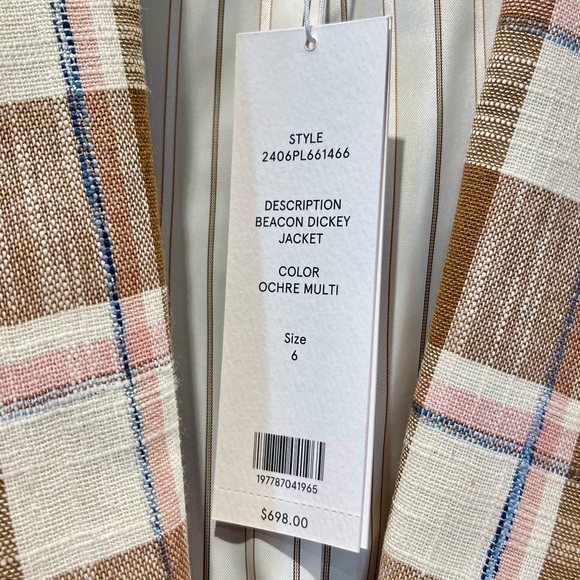 STYLE
2406PL661466
DESCRIPTION
BEACON DICKEY
JACKET
COLOR
OCHRE MULTI
Size
6
197787041965
$698.00